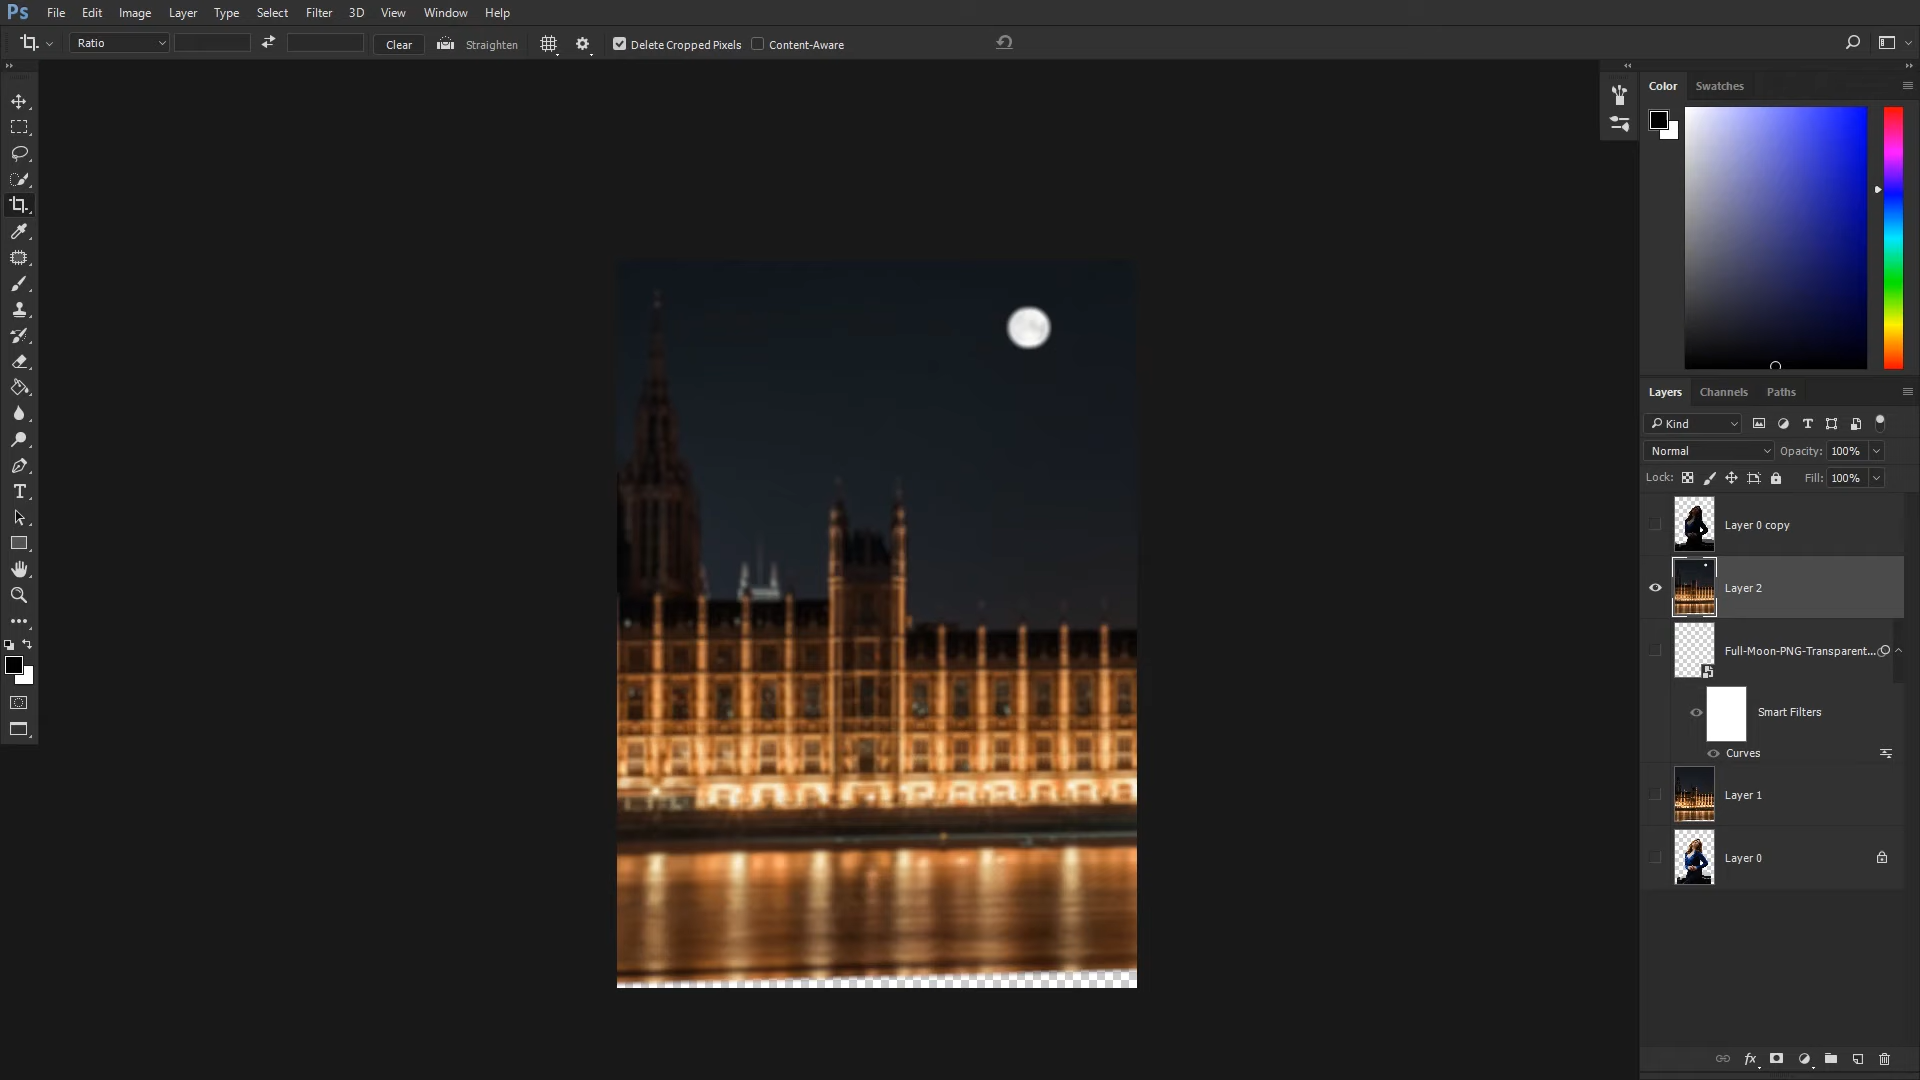 Ps File Edit Image Layer Type Select Filter 3D View Window Help
Ratio Clear Straighten Delete Cropped Pixels Content-Aware
Color Swatches
Layers Channels Paths
Kind
Normal Opacity: 100%
Lock: Fill: 100%
Layer 0 copy
Layer 2
Full-Moon-PNG-Transparent...
Smart Filters
Curves
Layer 1
Layer 0
fx